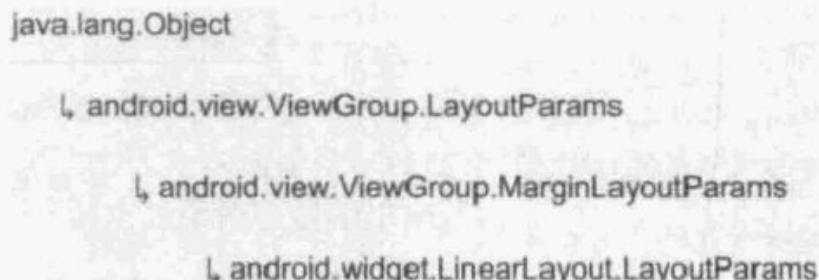 java.lang.Object
↳ android.view.ViewGroup.LayoutParams
↳ android.view.ViewGroup.MarginLayoutParams
↳ android.widget.LinearLayout.LayoutParams